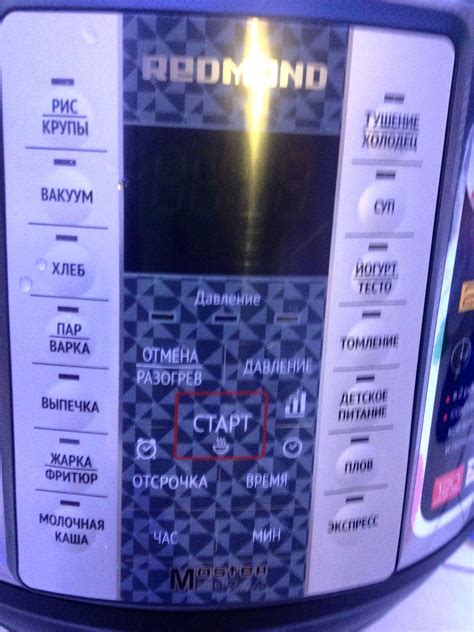 REDMOND
РИС
КРУПЫ
ВАКУУМ
ХЛЕБ
ПАР
ВАРКА
ВЫПЕЧКА
ЖАРКА
ФРИТЮР
МОЛОЧНАЯ
КАША
Давление
ОТМЕНА
РАЗОГРЕВ
ДАВЛЕНИЕ
СТАРТ
ОТСРОЧКА
ВРЕМЯ
ЧАС
МИН
ТУШЕНИЕ
ХОЛОДЕЦ
СУП
ЙОГУРТ
ТЕСТО
ТОМЛЕНИЕ
ДЕТСКОЕ
ПИТАНИЕ
ПЛОВ
ЭКСПРЕСС